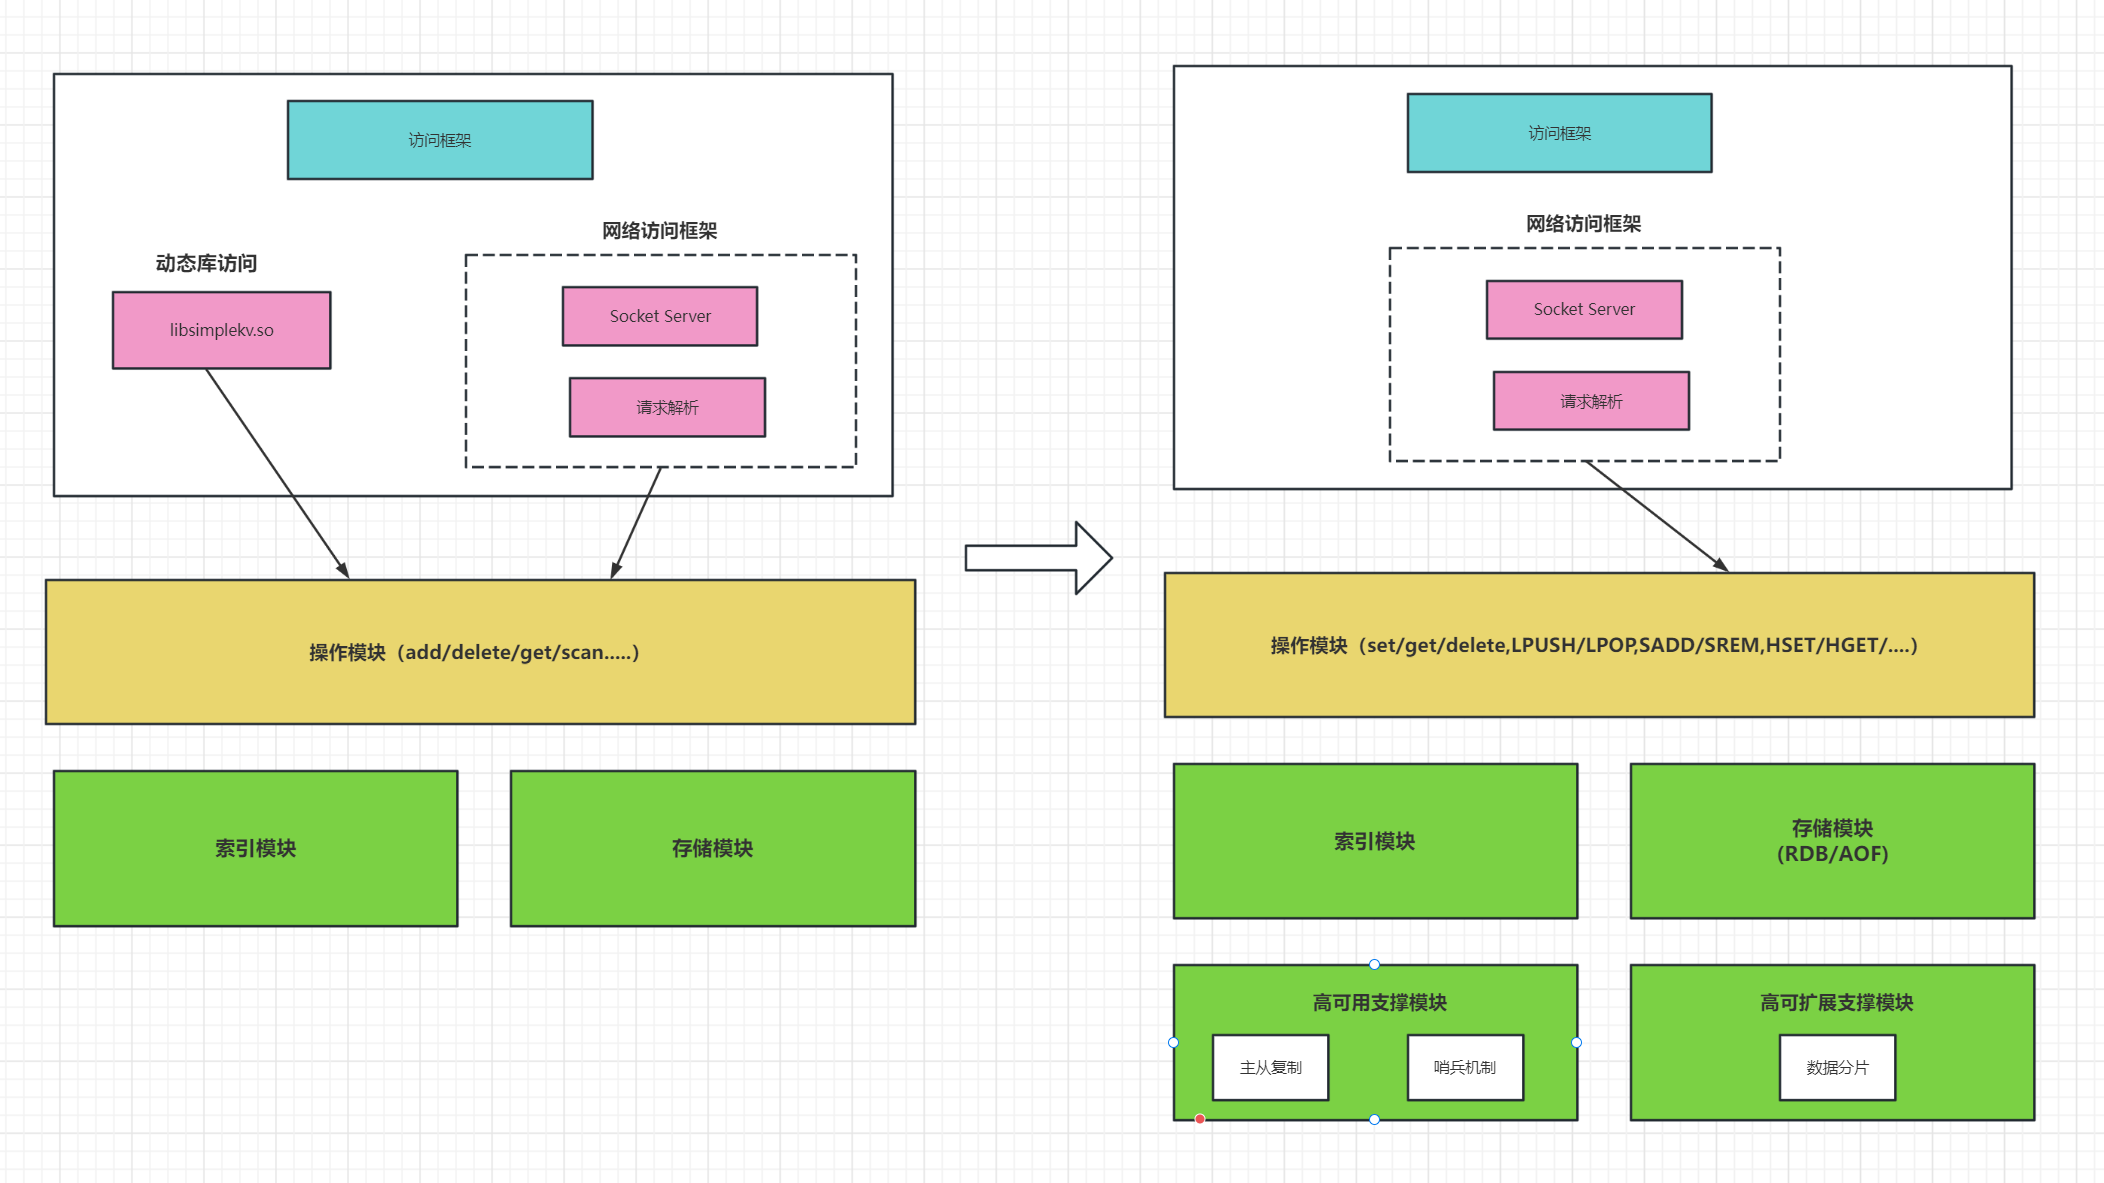 访问框架
动态库访问
libsimplekv.so
网络访问框架
Socket Server
请求解析
操作模块（add/delete/get/scan.....）
索引模块
存储模块
访问框架
网络访问框架
Socket Server
请求解析
操作模块（set/get/delete,LPUSH/LPOP,SADD/SREM,HSET/HGET/....）
索引模块
存储模块
(RDB/AOF)
高可用支撑模块
主从复制
哨兵机制
高可扩展支撑模块
数据分片